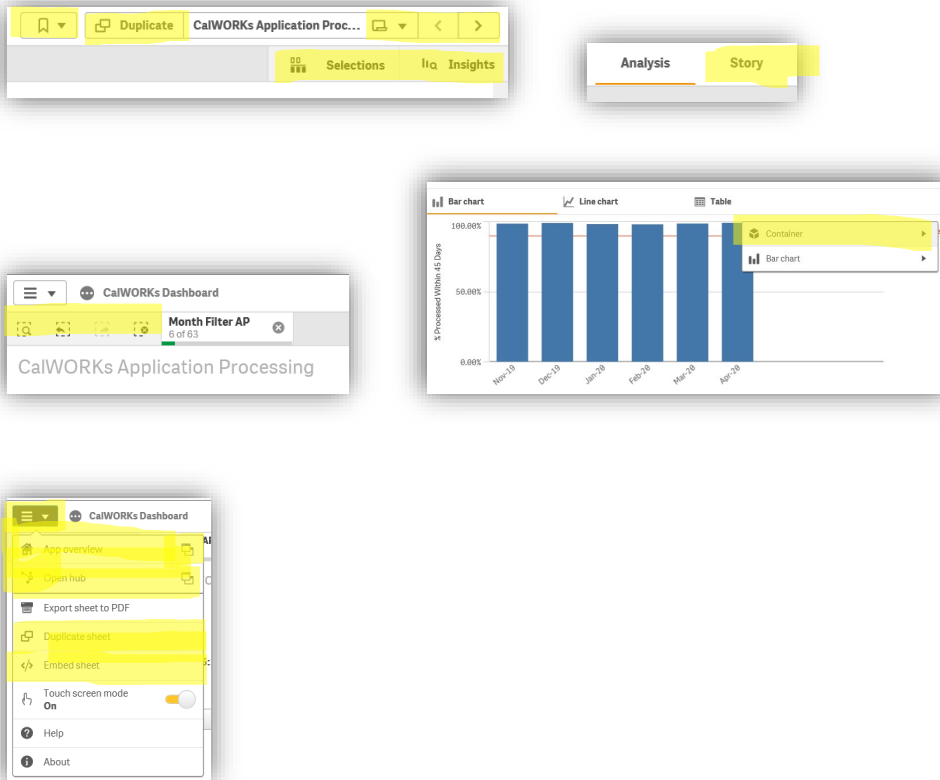 Duplicate CalWORKs Application Proc...
Selections Insights
Analysis Story
Bar chart Line chart Table
100.00%
50.00%
0.00%
% Processed Within 45 Days
Nov-19 Dec-19 Jan-20 Feb-20 Mar-20 Apr-20
Container
Bar chart
CalWORKs Dashboard
Month Filter AP
6 of 63
CalWORKs Application Processing
CalWORKs Dashboard
App overview
Open hub
Export sheet to PDF
Duplicate sheet
Embed sheet
Touch screen mode
On
Help
About